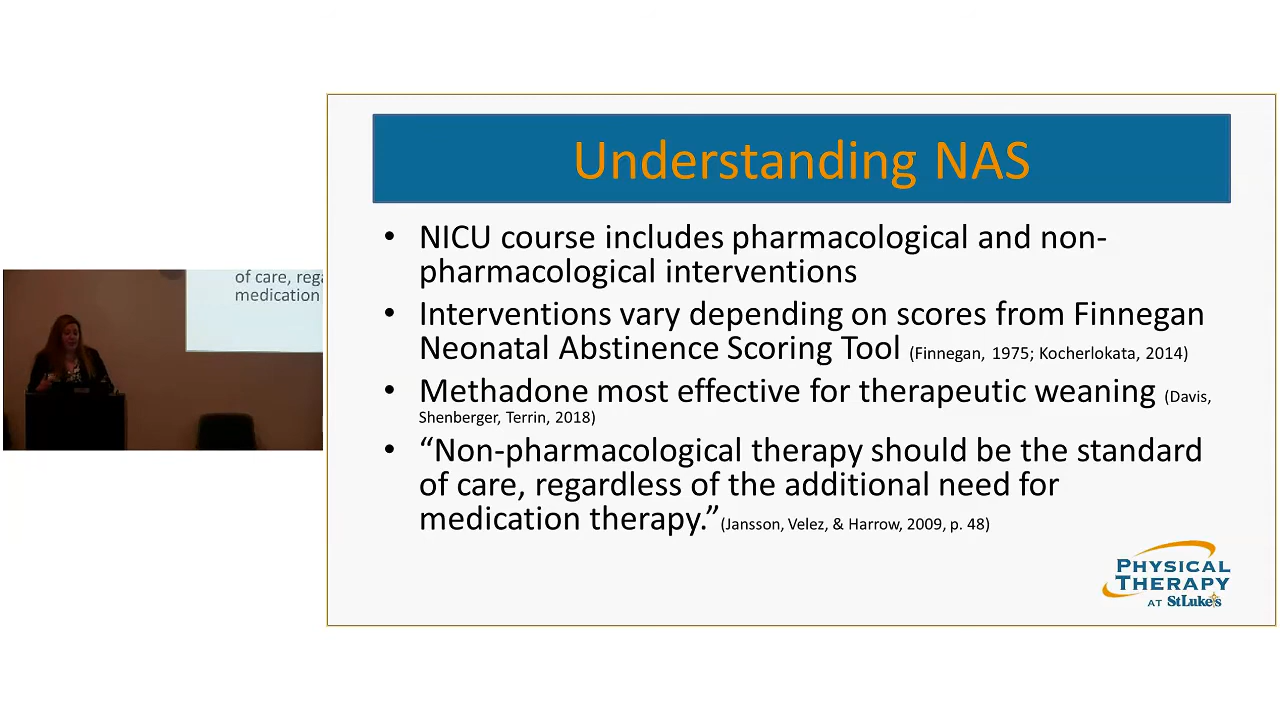 Understanding NAS
• NICU course includes pharmacological and non-
pharmacological interventions
• Interventions vary depending on scores from Finnegan
Neonatal Abstinence Scoring Tool (Finnegan, 1975; Kocherlokata, 2014)
• Methadone most effective for therapeutic weaning (Davis,
Shenberger, Terrin, 2018)
• “Non-pharmacological therapy should be the standard
of care, regardless of the additional need for
medication therapy.”(Jansson, Velez, & Harrow, 2009, p. 48)
PHYSICAL
THERAPY
AT StLuke's
of care, rega
medication